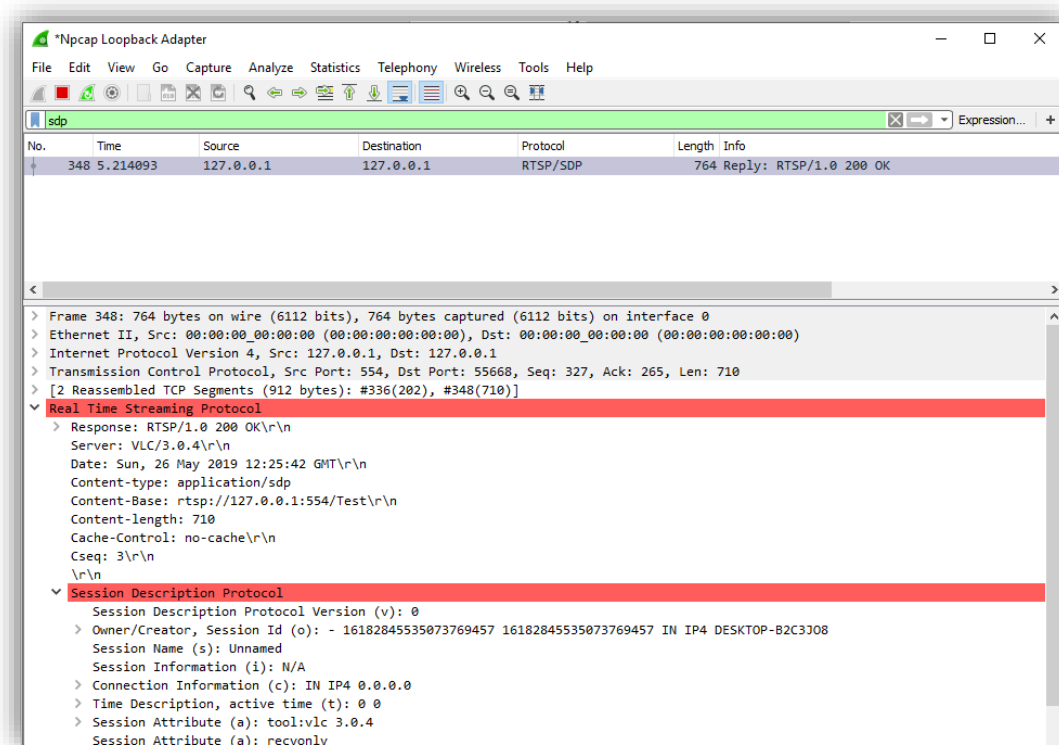 *Npcap Loopback Adapter
File Edit View Go Capture Analyze Statistics Telephony Wireless Tools Help
sdp
Expression... +
No. Time Source Destination Protocol Length Info
348 5.214093 127.0.0.1 127.0.0.1 RTSP/SDP 764 Reply: RTSP/1.0 200 OK
Frame 348: 764 bytes on wire (6112 bits), 764 bytes captured (6112 bits) on interface 0
Ethernet II, Src: 00:00:00_00:00:00 (00:00:00:00:00:00), Dst: 00:00:00_00:00:00 (00:00:00:00:00:00)
Internet Protocol Version 4, Src: 127.0.0.1, Dst: 127.0.0.1
Transmission Control Protocol, Src Port: 554, Dst Port: 55668, Seq: 327, Ack: 265, Len: 710
[2 Reassembled TCP Segments (912 bytes): #336(202), #348(710)]
Real Time Streaming Protocol
Response: RTSP/1.0 200 OK\r\n
Server: VLC/3.0.4\r\n
Date: Sun, 26 May 2019 12:25:42 GMT\r\n
Content-type: application/sdp
Content-Base: rtsp://127.0.0.1:554/Test\r\n
Content-length: 710
Cache-Control: no-cache\r\n
Cseq: 3\r\n
\r\n
Session Description Protocol
Session Description Protocol Version (v): 0
Owner/Creator, Session Id (o): - 16182845535073769457 16182845535073769457 IN IP4 DESKTOP-B2C3JO8
Session Name (s): Unnamed
Session Information (i): N/A
Connection Information (c): IN IP4 0.0.0.0
Time Description, active time (t): 0 0
Session Attribute (a): tool:vlc 3.0.4
Session Attribute (a): recvonly